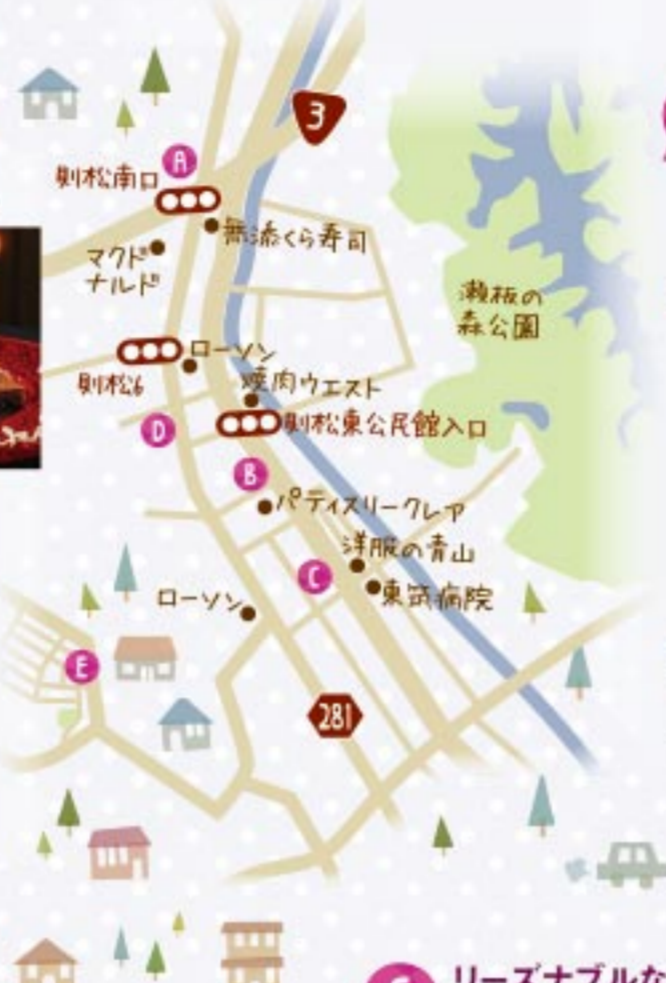 3
A
則松南口
無添くら寿司
マクド
ナルド
瀬板の
森公園
ローソン
則松6
焼肉ウエスト
D
則松東公民館入口
B
パティスリークレア
洋服の青山
C
東筑病院
ローソン
E
281
リーズナブルな